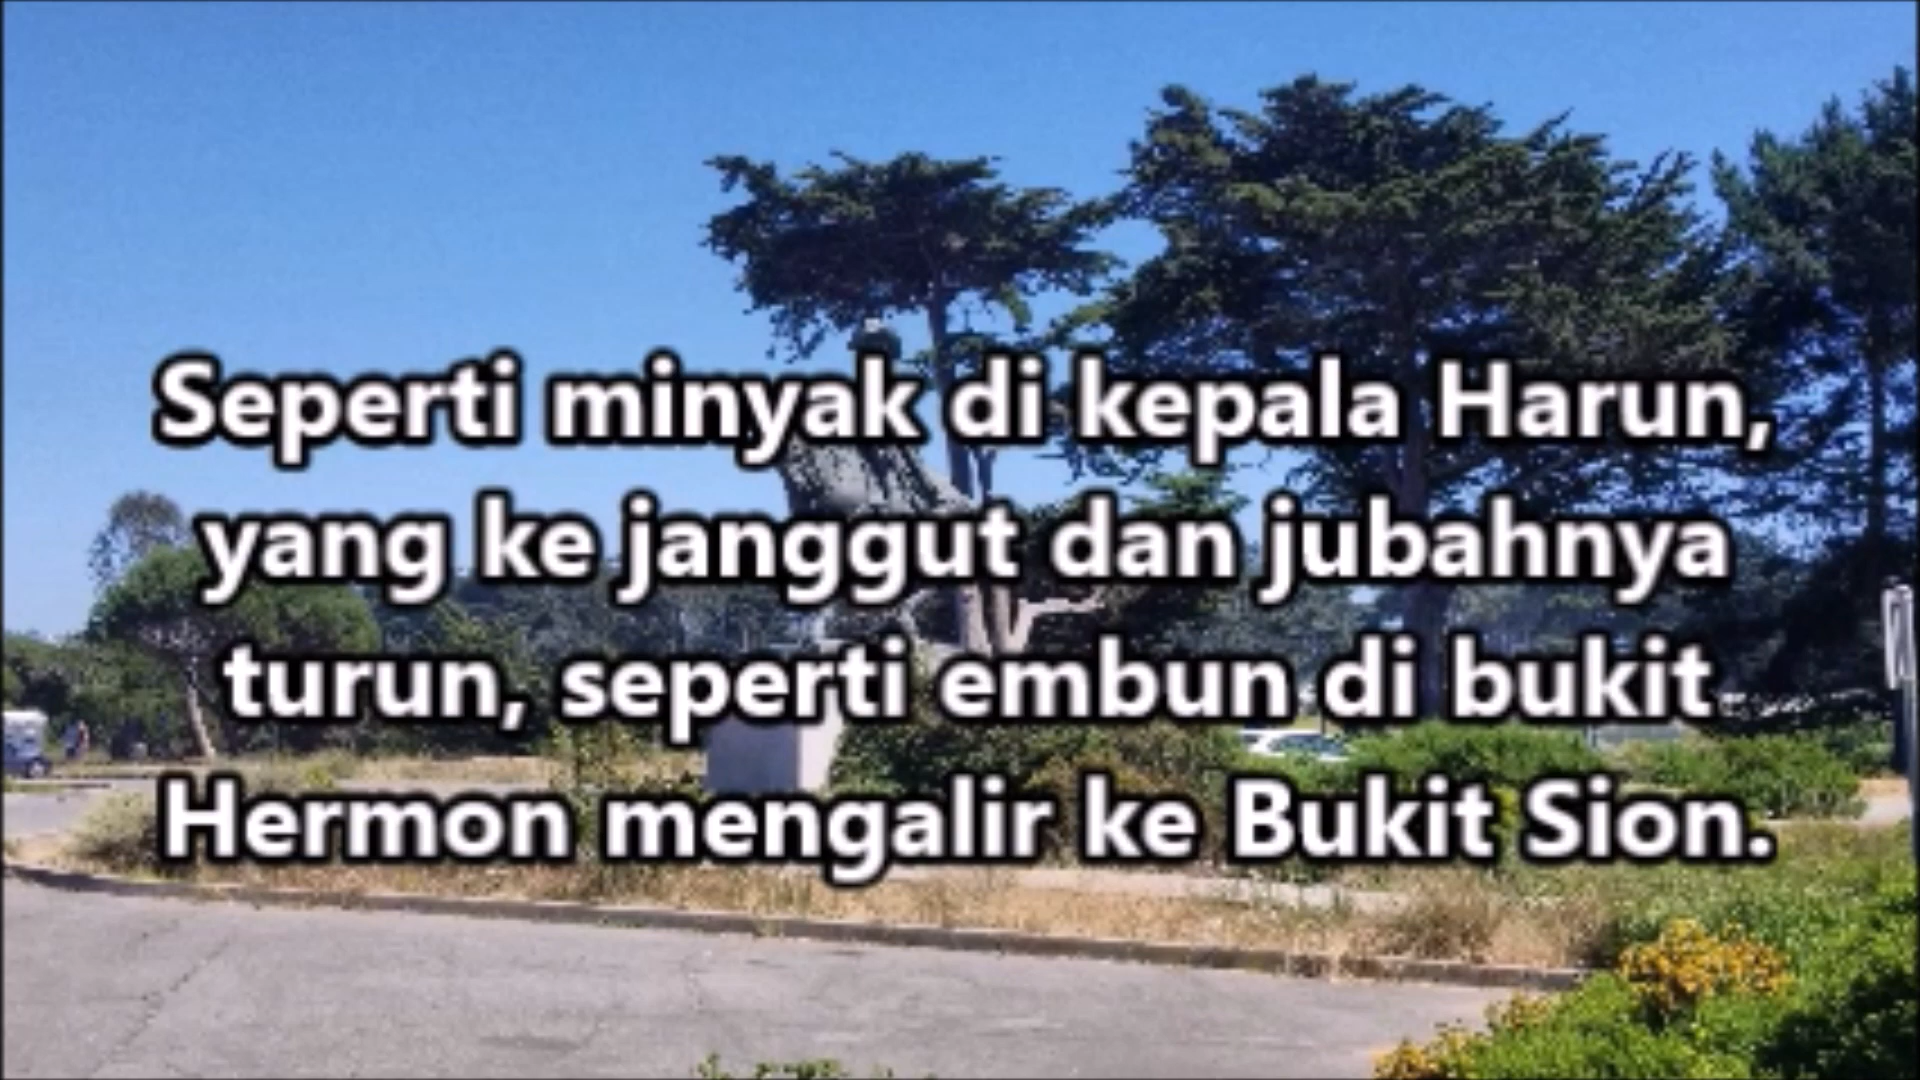 Seperti minyak di kepala Harun,
yang ke janggut dan jubahnya
turun, seperti embun di bukit
Hermon mengalir ke Bukit Sion.